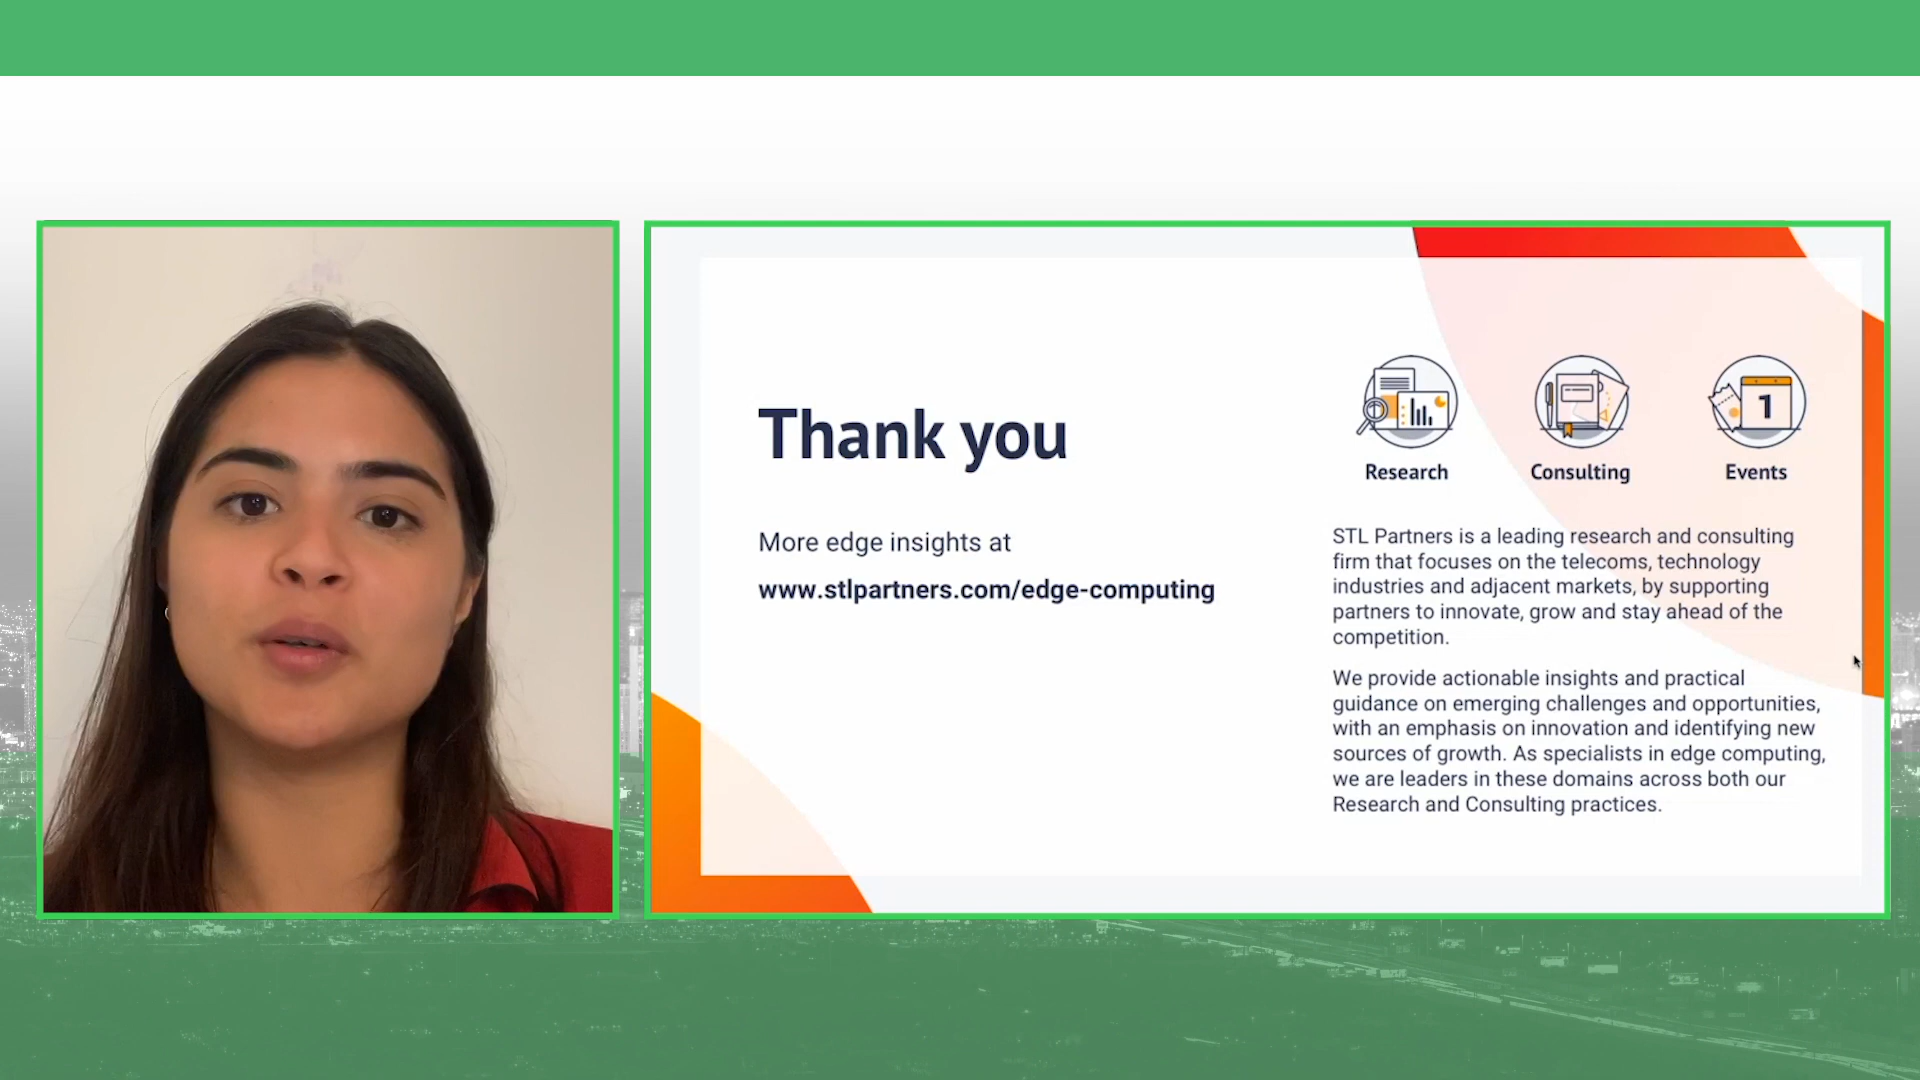 Thank you
More edge insights at
www.stlpartners.com/edge-computing
1
Research
Consulting
Events
STL Partners is a leading research and consulting
firm that focuses on the telecoms, technology
industries and adjacent markets, by supporting
partners to innovate, grow and stay ahead of the
competition.
We provide actionable insights and practical
guidance on emerging challenges and opportunities,
with an emphasis on innovation and identifying new
sources of growth. As specialists in edge computing,
we are leaders in these domains across both our
Research and Consulting practices.